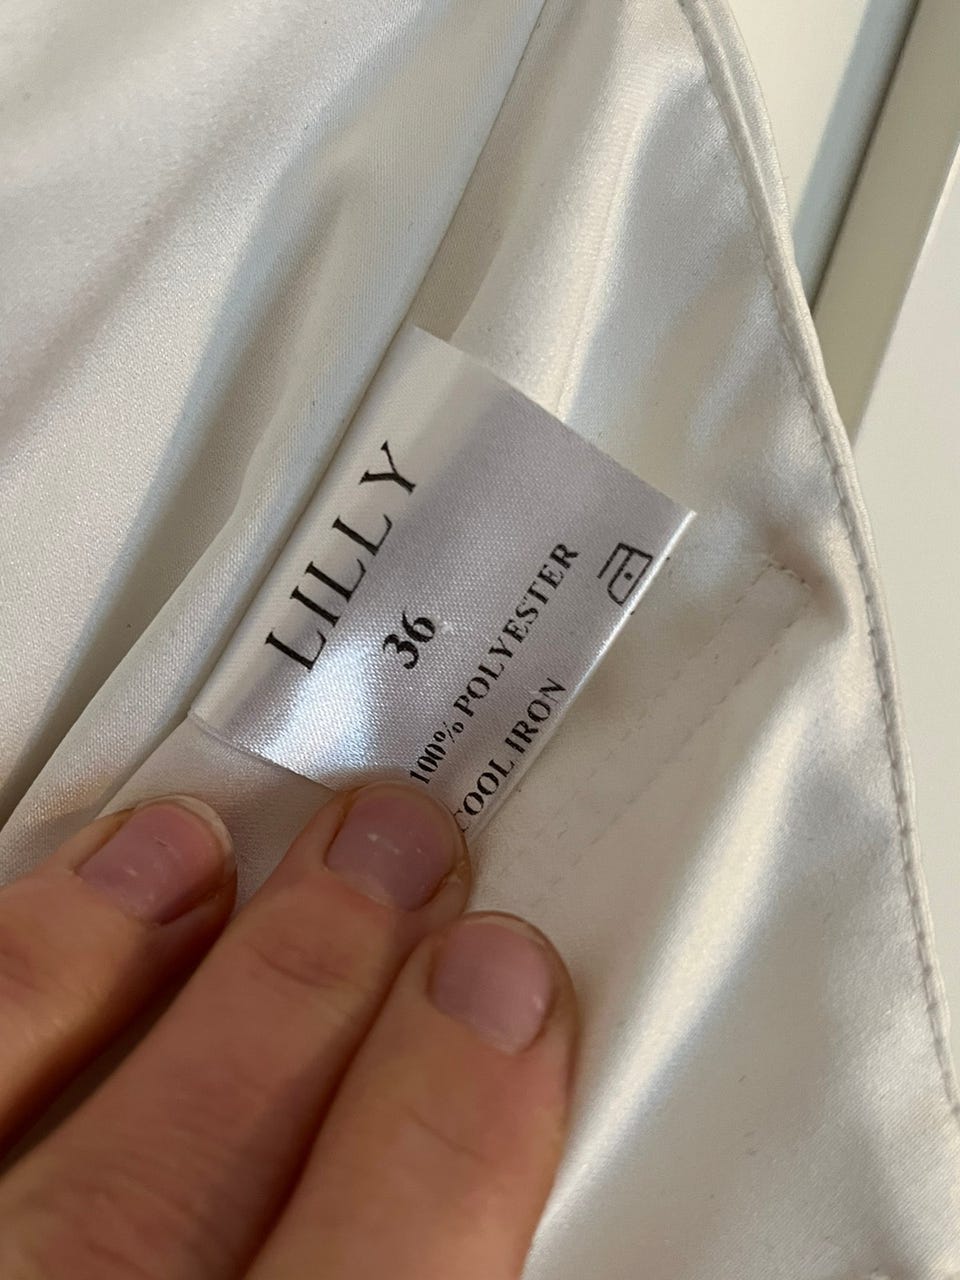 LILLY
36
100% POLYESTER
COOL IRON